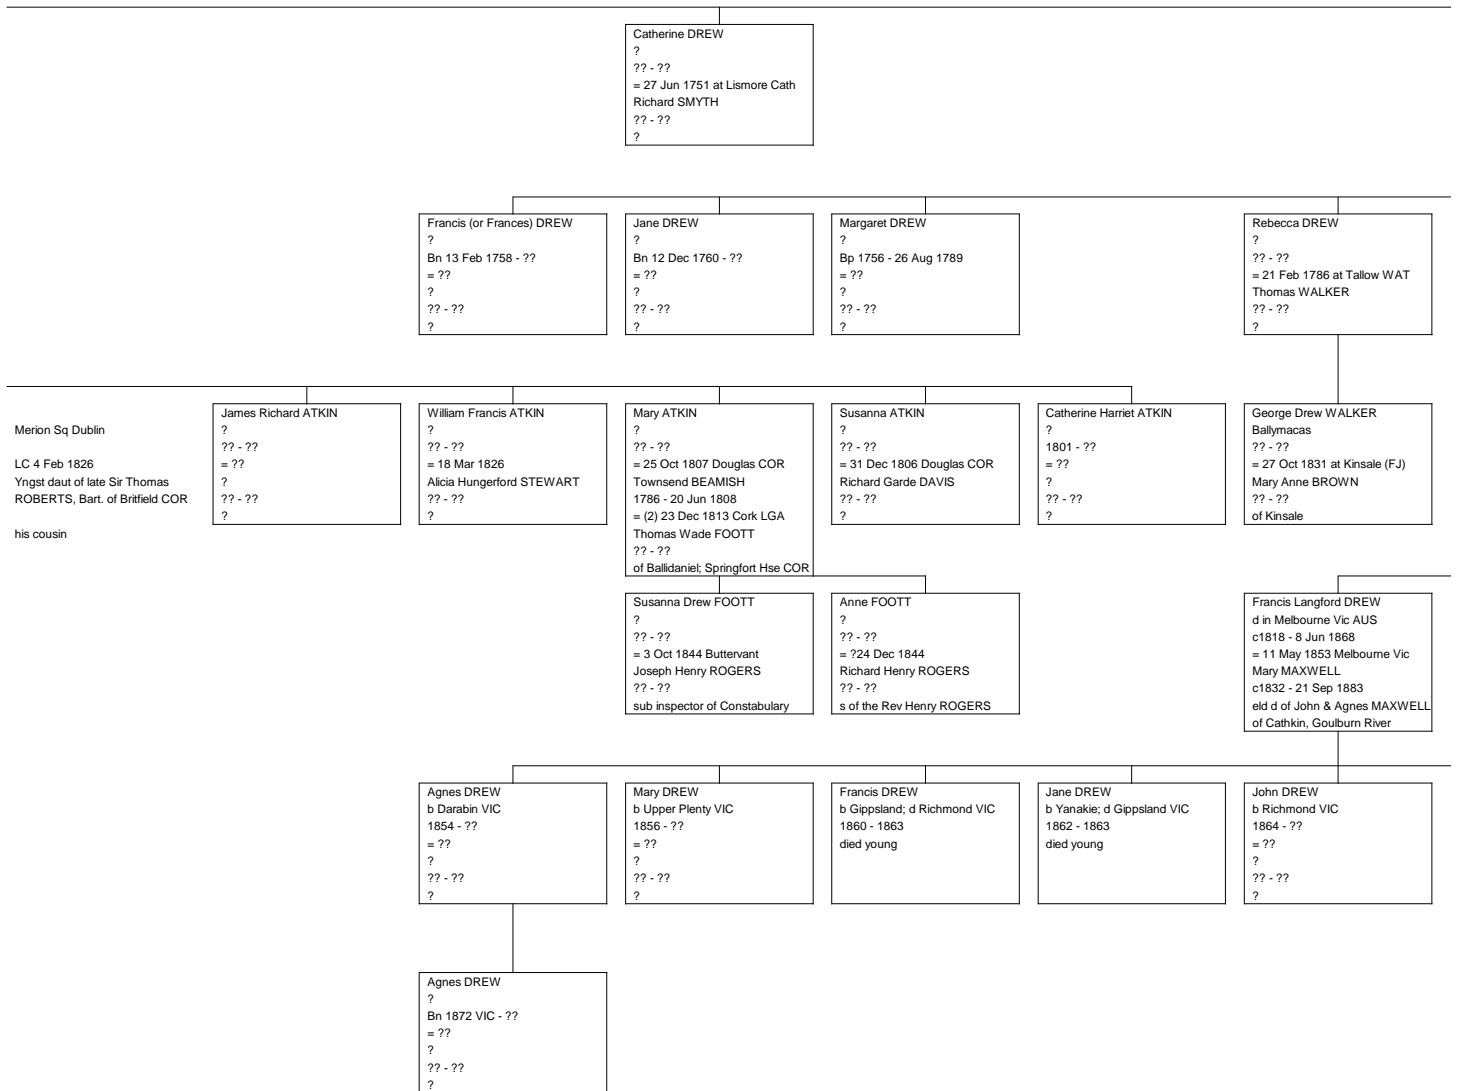 Catherine DREW
?
?? - ??
= 27 Jun 1751 at Lismore Cath
Richard SMYTH
?? - ??
?
Francis (or Frances) DREW
?
Bn 13 Feb 1758 - ??
= ??
?
?? - ??
?
Jane DREW
?
Bn 12 Dec 1760 - ??
= ??
?
?? - ??
?
Margaret DREW
?
Bp 1756 - 26 Aug 1789
= ??
?
?? - ??
?
Rebecca DREW
?
?? - ??
= 21 Feb 1786 at Tallow WAT
Thomas WALKER
?? - ??
?
Merion Sq Dublin
LC 4 Feb 1826
Yngst daut of late Sir Thomas
ROBERTS, Bart. of Britfield COR
his cousin
James Richard ATKIN
?
?? - ??
= ??
?
?? - ??
?
William Francis ATKIN
?
?? - ??
= 18 Mar 1826
Alicia Hungerford STEWART
?? - ??
?
Mary ATKIN
?
?? - ??
= 25 Oct 1807 Douglas COR
Townsend BEAMISH
1786 - 20 Jun 1808
= (2) 23 Dec 1813 Cork LGA
Thomas Wade FOOTT
?? - ??
of Ballidaniel; Springfort Hse COR
Susanna ATKIN
?
?? - ??
= 31 Dec 1806 Douglas COR
Richard Garde DAVIS
?? - ??
?
Catherine Harriet ATKIN
?
1801 - ??
= ??
?
?? - ??
?
George Drew WALKER
Ballymacas
?? - ??
= 27 Oct 1831 at Kinsale (FJ)
Mary Anne BROWN
?? - ??
of Kinsale
Susanna Drew FOOTT
?
?? - ??
= 3 Oct 1844 Buttervant
Joseph Henry ROGERS
?? - ??
sub inspector of Constabulary
Anne FOOTT
?
?? - ??
= ?24 Dec 1844
Richard Henry ROGERS
?? - ??
s of the Rev Henry ROGERS
Francis Langford DREW
d in Melbourne Vic AUS
c1818 - 8 Jun 1868
= 11 May 1853 Melbourne Vic
Mary MAXWELL
c1832 - 21 Sep 1883
eld d of John & Agnes MAXWELL
of Cathkin, Goulburn River
Agnes DREW
b Darabin VIC
1854 - ??
= ??
?
?? - ??
?
Mary DREW
b Upper Plenty VIC
1856 - ??
= ??
?
?? - ??
?
Francis DREW
b Gippsland; d Richmond VIC
1860 - 1863
died young
Jane DREW
b Yanakie; d Gippsland VIC
1862 - 1863
died young
John DREW
b Richmond VIC
1864 - ??
= ??
?
?? - ??
?
Agnes DREW
?
Bn 1872 VIC - ??
= ??
?
?? - ??
?